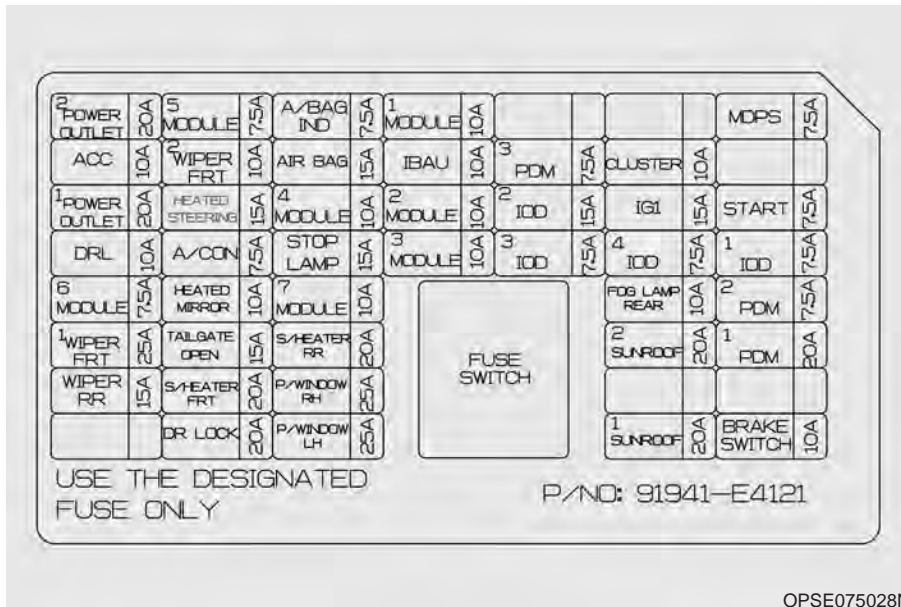 2 POWER OUTLET 20A 5 MODULE 7.5A A/BAG IND 7.5A 1 MODULE 10A MDPS 7.5A
ACC 10A 2 WIPER FRT 10A AIR BAG 15A IBAU 10A 3 PDM 7.5A CLUSTER 10A
1 POWER OUTLET 20A HEATED STEERING 15A 4 MODULE 10A 2 MODULE 10A 2 IOD 15A IG1 15A START 7.5A
DRL 10A A/CON 7.5A STOP LAMP 15A 3 MODULE 10A 3 IOD 7.5A 4 IOD 7.5A 1 IOD 7.5A
6 MODULE 7.5A HEATED MIRROR 10A 7 MODULE 10A FUSE SWITCH FOG LAMP REAR 10A 2 PDM 7.5A
1 WIPER FRT 25A TAILGATE OPEN 15A S/HEATER RR 20A 2 SUNROOF 20A 1 PDM 20A
WIPER RR 15A S/HEATER FRT 20A P/WINDOW RH 25A
DR LOCK 20A P/WINDOW LH 25A 1 SUNROOF 20A BRAKE SWITCH 10A
USE THE DESIGNATED
FUSE ONLY
P/NO: 91941-E4121
OPSE075028N